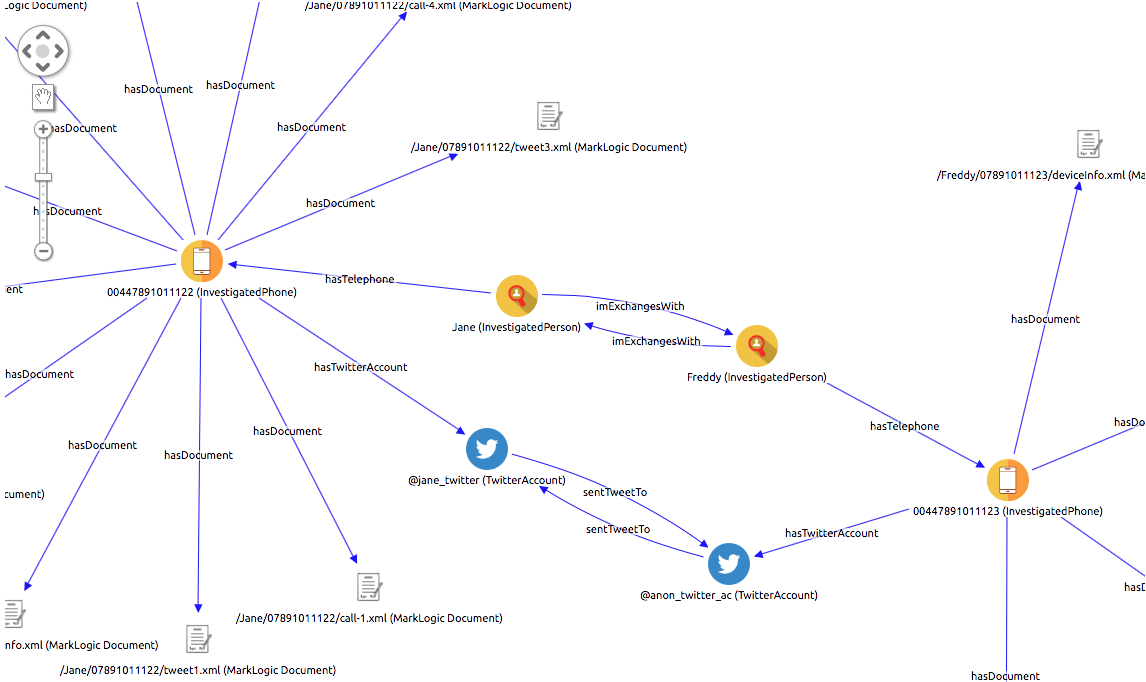 .ogic Document)
/Jane/07891011122/call-4.xml (MarkLogic Document)
hasDocument
hasDocument
hasDocument
hasDocument
/Jane/07891011122/tweet3.xml (MarkLogic Document)
/Freddy/07891011123/deviceInfo.xml (Ma
hasDocument
hasDocument
hasTelephone
ent
00447891011122 (InvestigatedPhone)
imExchangesWith
hasDocument
Jane (InvestigatedPerson)
imExchangesWith
hasTwitterAccount
hasDocument
Freddy (InvestigatedPerson)
hasTelephone
hasDo
hasDocument
hasDocument
hasDocument
@jane_twitter (TwitterAccount)
sentTweetTo
cument)
00447891011123 (InvestigatedPhone)
sentTweetTo
hasTwitterAccount
hasD
@anon_twitter_ac (TwitterAccount)
/Jane/07891011122/call-1.xml (MarkLogic Document)
nfo.xml (MarkLogic Document)
/Jane/07891011122/tweet1.xml (MarkLogic Document)
hasDocument